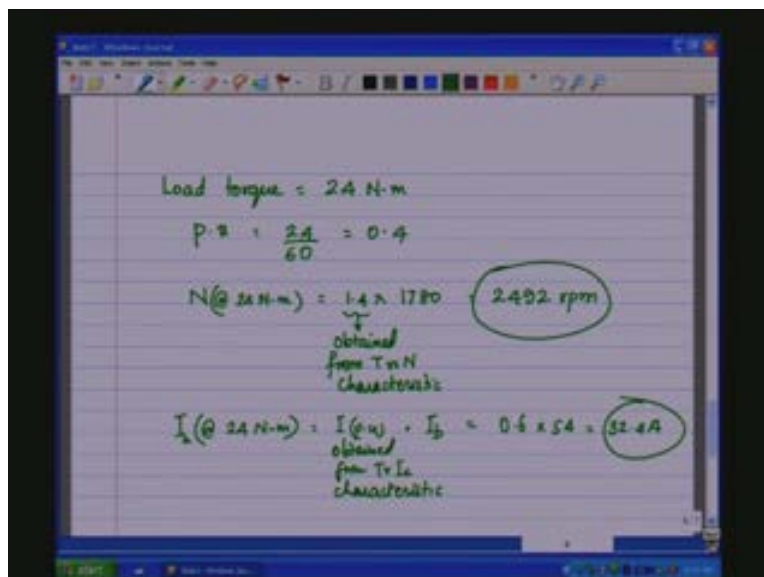 Load torque = 24 N-m
p.u = 24/60 = 0.4
N(@ 24 N-m) = 1.4 x 1780 = 2492 rpm
obtained
from T vs N
characteristic
Ia(@ 24 N-m) = I(p.u) . Ib = 0.6 x 54 = 32.4A
obtained
from T vs Ia
characteristic
start